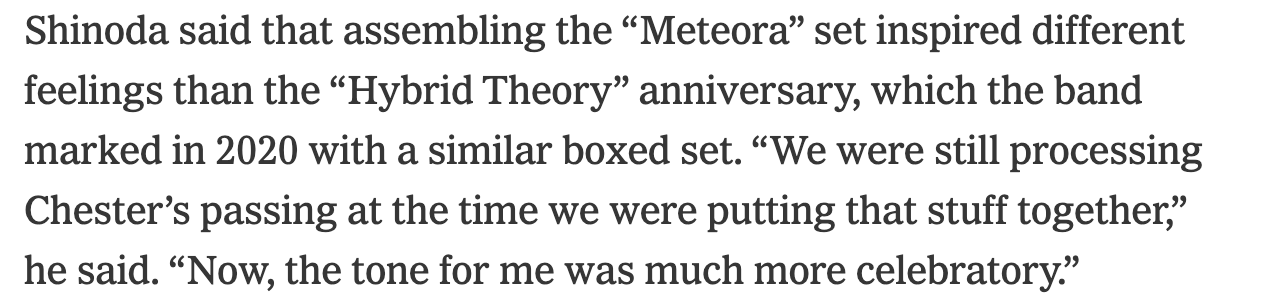 Shinoda said that assembling the “Meteora” set inspired different
feelings than the “Hybrid Theory” anniversary, which the band
marked in 2020 with a similar boxed set. “We were still processing
Chester’s passing at the time we were putting that stuff together,”
he said. “Now, the tone for me was much more celebratory.”